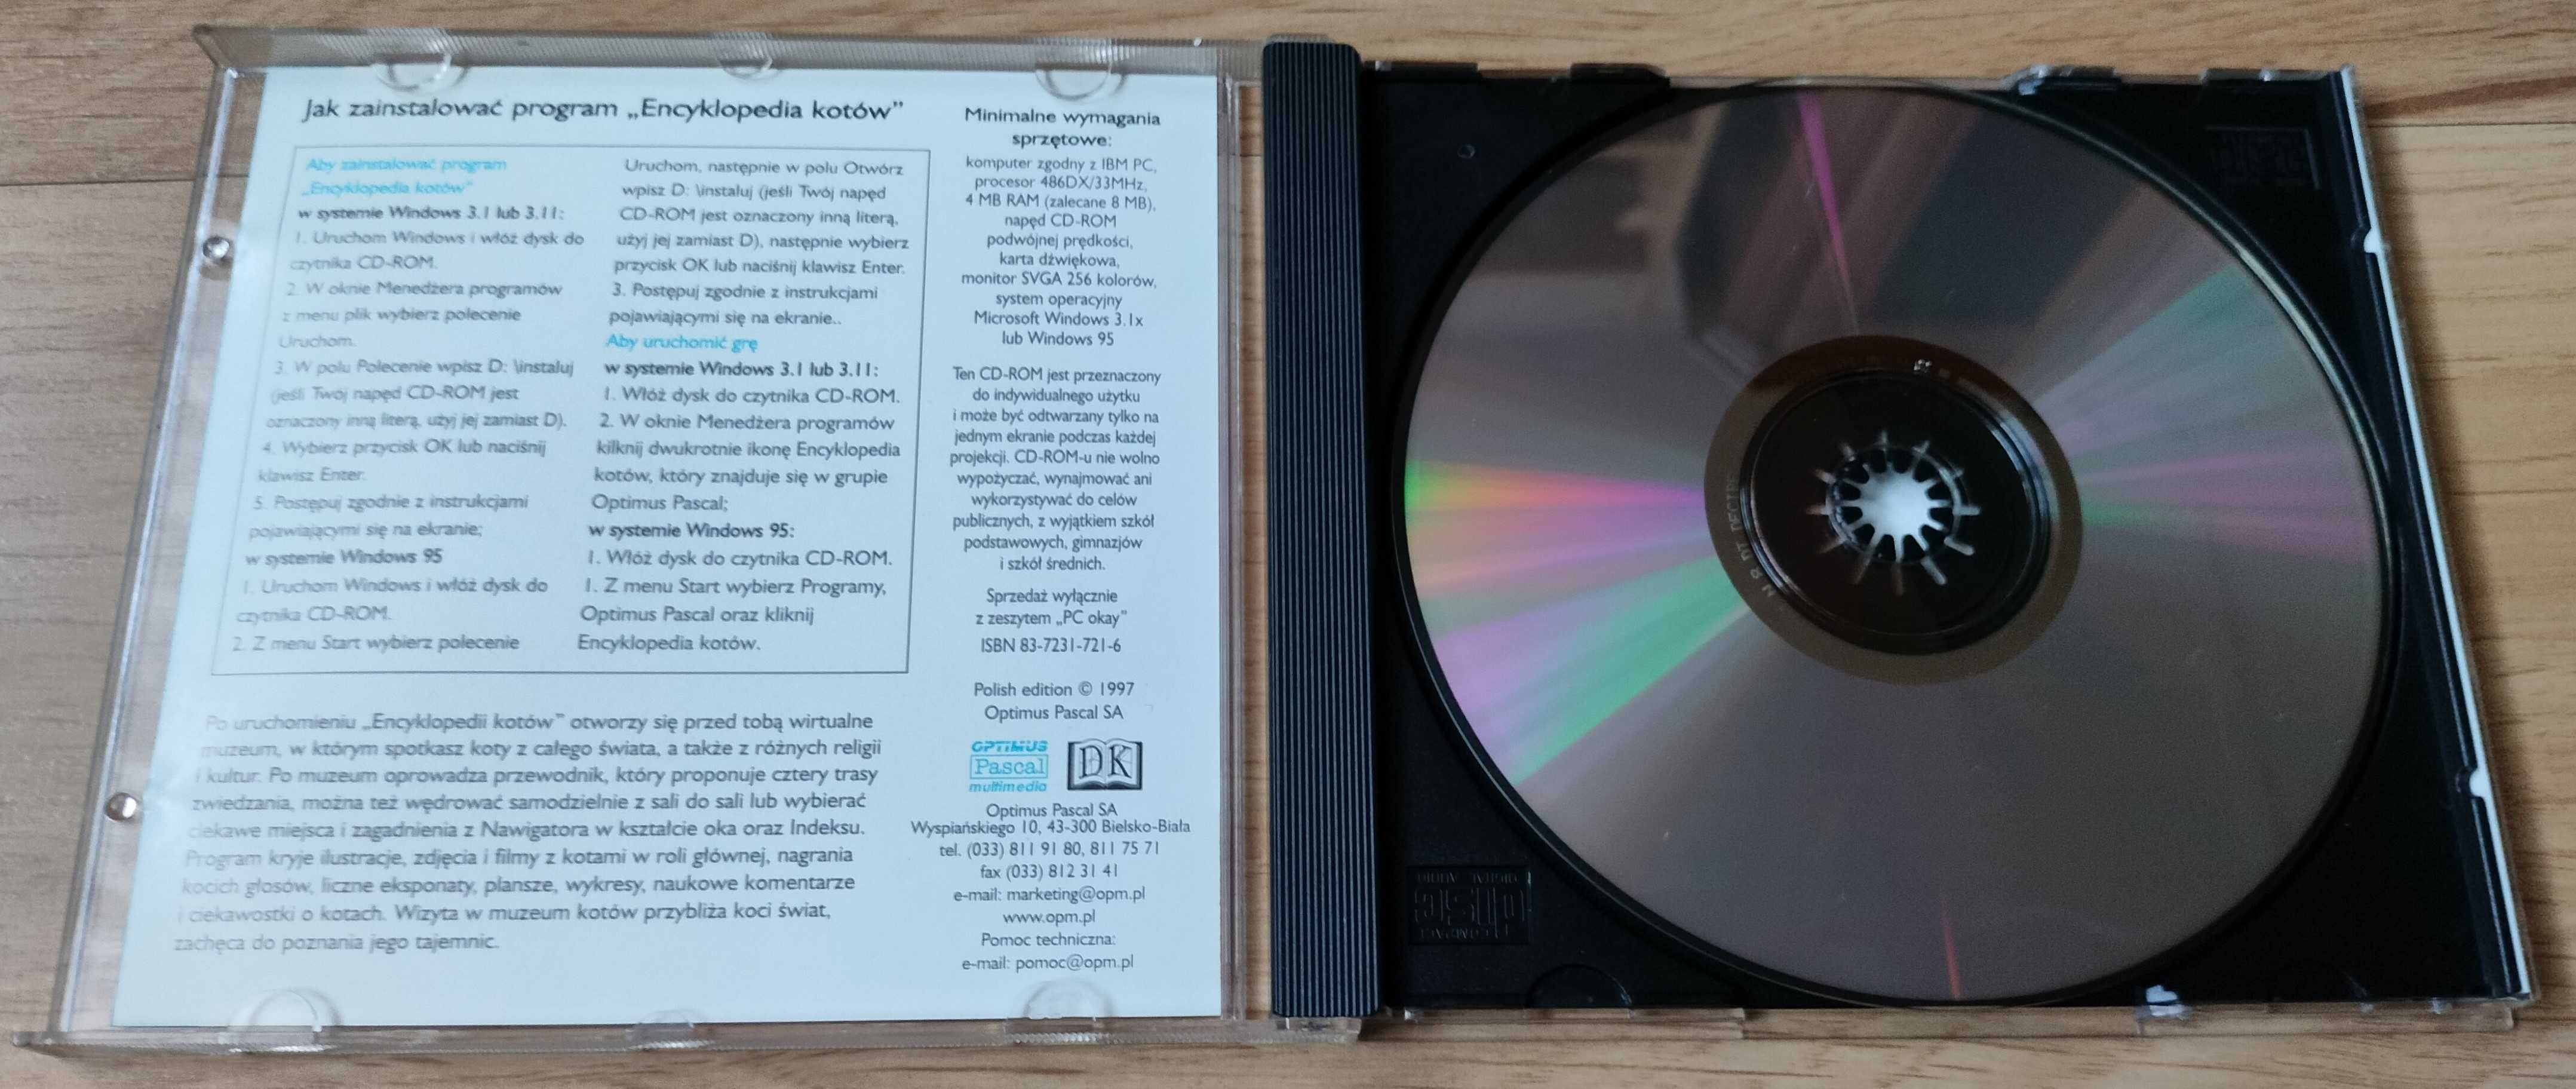 Jak zainstalować program „Encyklopedia kotów”
Aby zainstalować program
„Encyklopedia kotów”
w systemie Windows 3.1 lub 3.11:
1. Uruchom Windows i włóż dysk do
czytnika CD-ROM.
2. W oknie Menedżera programów
z menu plik wybierz polecenie
Uruchom.
3. W polu Polecenie wpisz D: \instaluj
(jeśli Twój napęd CD-ROM jest
oznaczony inną literą, użyj jej zamiast D).
4. Wybierz przycisk OK lub naciśnij
klawisz Enter.
5. Postępuj zgodnie z instrukcjami
pojawiającymi się na ekranie;
w systemie Windows 95
1. Uruchom Windows i włóż dysk do
czytnika CD-ROM.
2. Z menu Start wybierz polecenie
Uruchom, następnie w polu Otwórz
wpisz D: \instaluj (jeśli Twój napęd
CD-ROM jest oznaczony inną literą,
użyj jej zamiast D), następnie wybierz
przycisk OK lub naciśnij klawisz Enter.
3. Postępuj zgodnie z instrukcjami
pojawiającymi się na ekranie..
Aby uruchomić grę
w systemie Windows 3.1 lub 3.11:
1. Włóż dysk do czytnika CD-ROM.
2. W oknie Menedżera programów
kilknij dwukrotnie ikonę Encyklopedia
kotów, który znajduje się w grupie
Optimus Pascal;
w systemie Windows 95:
1. Włóż dysk do czytnika CD-ROM.
1. Z menu Start wybierz Programy,
Optimus Pascal oraz kliknij
Encyklopedia kotów.
Po uruchomieniu „Encyklopedii kotów” otworzy się przed tobą wirtualne
muzeum, w którym spotkasz koty z całego świata, a także z różnych religii
i kultur. Po muzeum oprowadza przewodnik, który proponuje cztery trasy
zwiedzania, można też wędrować samodzielnie z sali do sali lub wybierać
ciekawe miejsca i zagadnienia z Nawigatora w kształcie oka oraz Indeksu.
Program kryje ilustracje, zdjęcia i filmy z kotami w roli głównej, nagrania
kocich głosów, liczne eksponaty, plansze, wykresy, naukowe komentarze
i ciekawostki o kotach. Wizyta w muzeum kotów przybliża koci świat,
zachęca do poznania jego tajemnic.
Minimalne wymagania
sprzętowe:
komputer zgodny z IBM PC,
procesor 486DX/33MHz,
4 MB RAM (zalecane 8 MB),
napęd CD-ROM
podwójnej prędkości,
karta dźwiękowa,
monitor SVGA 256 kolorów,
system operacyjny
Microsoft Windows 3.1x
lub Windows 95
Ten CD-ROM jest przeznaczony
do indywidualnego użytku
i może być odtwarzany tylko na
jednym ekranie podczas każdej
projekcji. CD-ROM-u nie wolno
wypożyczać, wynajmować ani
wykorzystywać do celów
publicznych, z wyjątkiem szkół
podstawowych, gimnazjów
i szkół średnich.
Sprzedaż wyłącznie
z zeszytem „PC okay”
ISBN 83-7231-721-6
Polish edition © 1997
Optimus Pascal SA
OPTIMUS
Pascal
multimedia
DK
Optimus Pascal SA
Wyspiańskiego 10, 43-300 Bielsko-Biała
tel. (033) 811 91 80, 811 75 71
fax (033) 812 31 41
e-mail: marketing@opm.pl
www.opm.pl
Pomoc techniczna:
e-mail: pomoc@opm.pl
COMPACT
disc
DIGITAL AUDIO